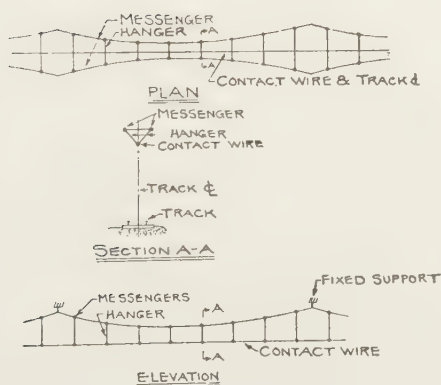 MESSENGER
HANGER
A
A
CONTACT WIRE & TRACK ℄
PLAN
MESSENGER
HANGER
CONTACT WIRE
TRACK ℄
TRACK
SECTION A-A
FIXED SUPPORT
MESSENGERS
HANGER
A
A
CONTACT WIRE
ELEVATION